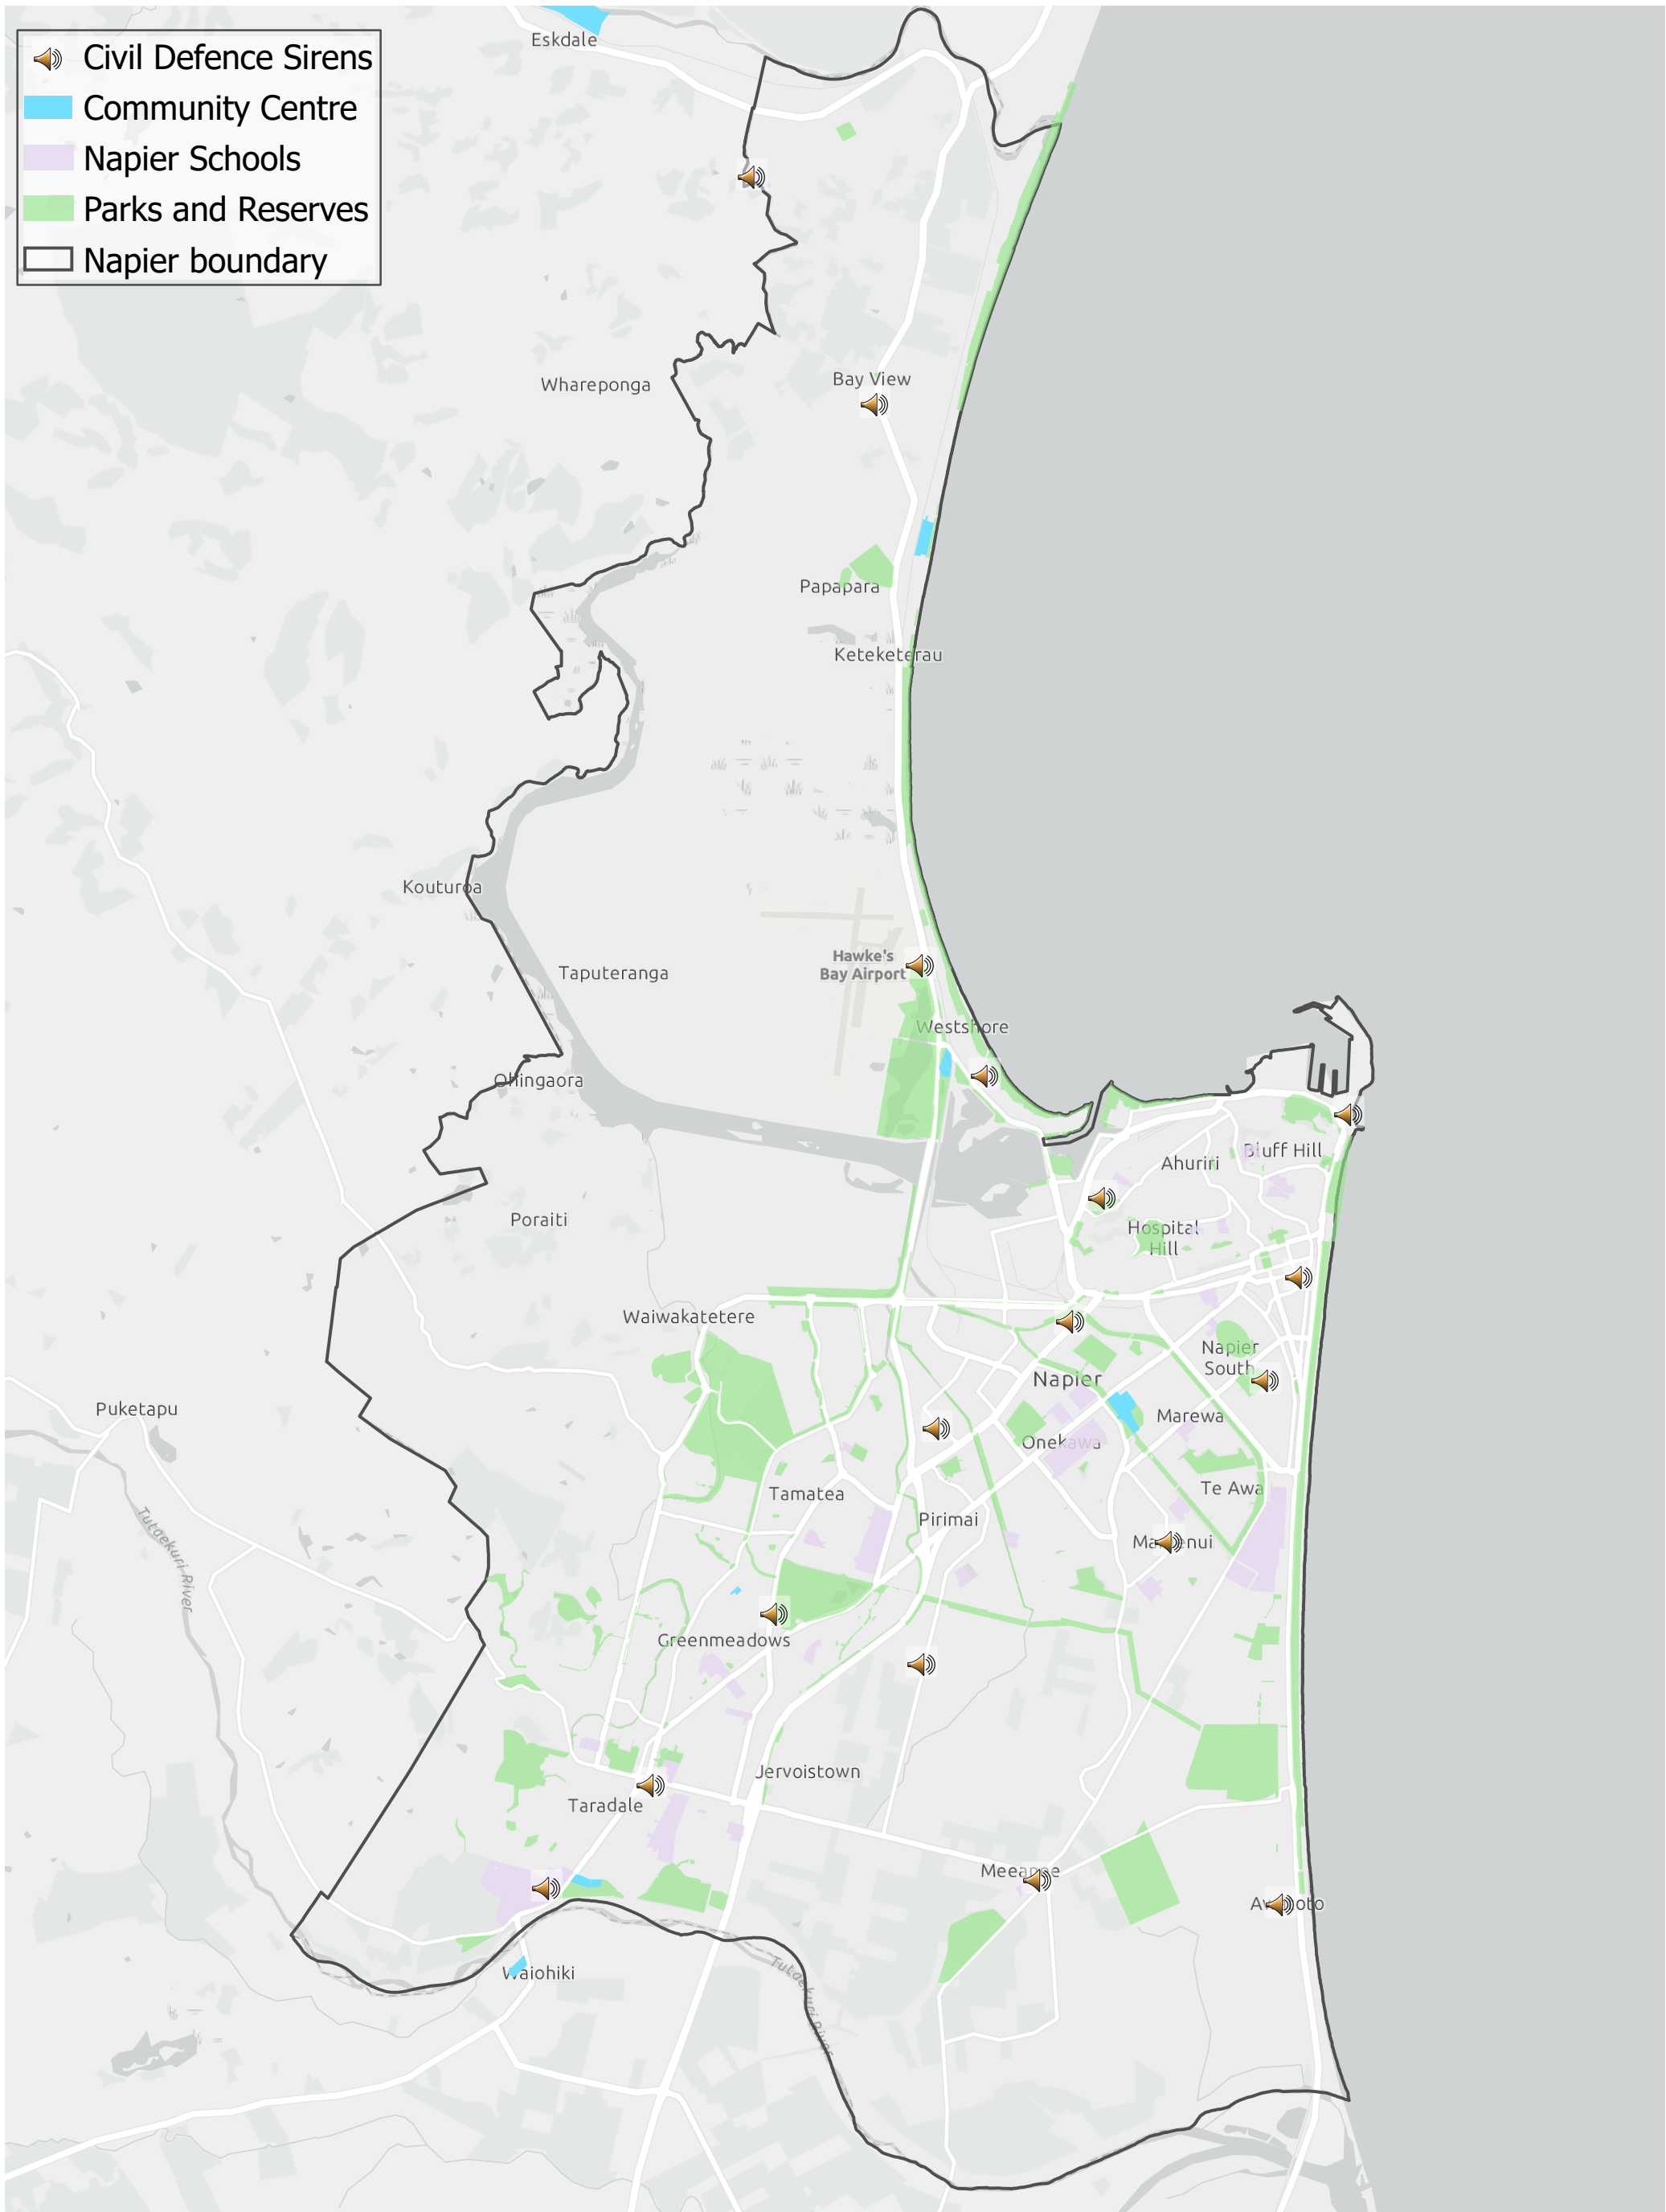 Eskdale
Civil Defence Sirens
Community Centre
Napier Schools
Parks and Reserves
Napier boundary
Whareponga
Bay View
Papapara
Keteketerau
Kouturoa
Hawke's
Bay Airport
Taputeranga
Westshore
Ohingaora
Bluff Hill
Ahuriri
Poraiti
Hospital
Hill
Waiwakatetere
Napier
South
Napier
Puketapu
Marewa
Onekawa
Te Awa
Tamatea
Pirimai
Tutaekuri River
Greenmeadows
Jervoistown
Taradale
Meeanee
Waiohiki
Tutaekuri River